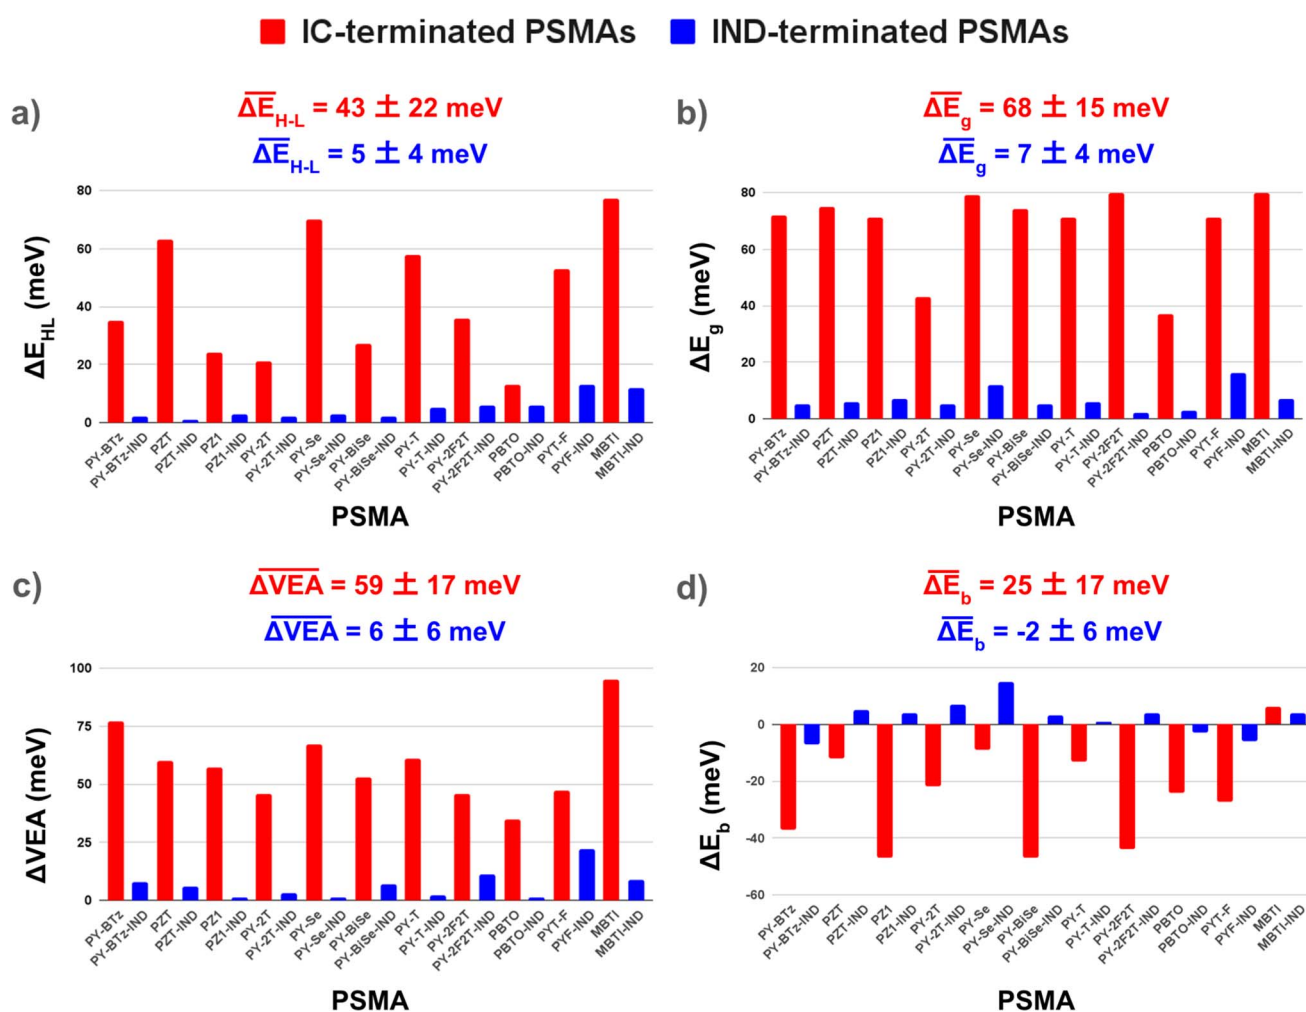 IC-terminated PSMAs IND-terminated PSMAs
a)
ΔE̅H-L = 43 ± 22 meV
ΔE̅H-L = 5 ± 4 meV
80
60
40
20
0
ΔEHL (meV)
PY-BTz PY-BTz-IND PZT PZT-IND PZ1 PZ1-IND PY-2T PY-2T-IND PY-Se PY-Se-IND PY-BiSe PY-BiSe-IND PY-T PY-T-IND PY-2F2T PY-2F2T-IND PBTO PBTO-IND PYT-F PYF-IND MBTI MBTI-IND
PSMA
b)
ΔE̅g = 68 ± 15 meV
ΔE̅g = 7 ± 4 meV
80
60
40
20
0
ΔEg (meV)
PY-BTz PY-BTz-IND PZT PZT-IND PZ1 PZ1-IND PY-2T PY-2T-IND PY-Se PY-Se-IND PY-BiSe PY-BiSe-IND PY-T PY-T-IND PY-2F2T PY-2F2T-IND PBTO PBTO-IND PYT-F PYF-IND MBTI MBTI-IND
PSMA
c)
ΔVEA = 59 ± 17 meV
ΔVEA = 6 ± 6 meV
100
75
50
25
0
ΔVEA (meV)
PY-BTz PY-BTz-IND PZT PZT-IND PZ1 PZ1-IND PY-2T PY-2T-IND PY-Se PY-Se-IND PY-BiSe PY-BiSe-IND PY-T PY-T-IND PY-2F2T PY-2F2T-IND PBTO PBTO-IND PYT-F PYF-IND MBTI MBTI-IND
PSMA
d)
ΔE̅b = 25 ± 17 meV
ΔE̅b = -2 ± 6 meV
20
0
-20
-40
-60
ΔEb (meV)
PY-BTz PY-BTz-IND PZT PZT-IND PZ1 PZ1-IND PY-2T PY-2T-IND PY-Se PY-Se-IND PY-BiSe PY-BiSe-IND PY-T PY-T-IND PY-2F2T PY-2F2T-IND PBTO PBTO-IND PYT-F PYF-IND MBTI MBTI-IND
PSMA